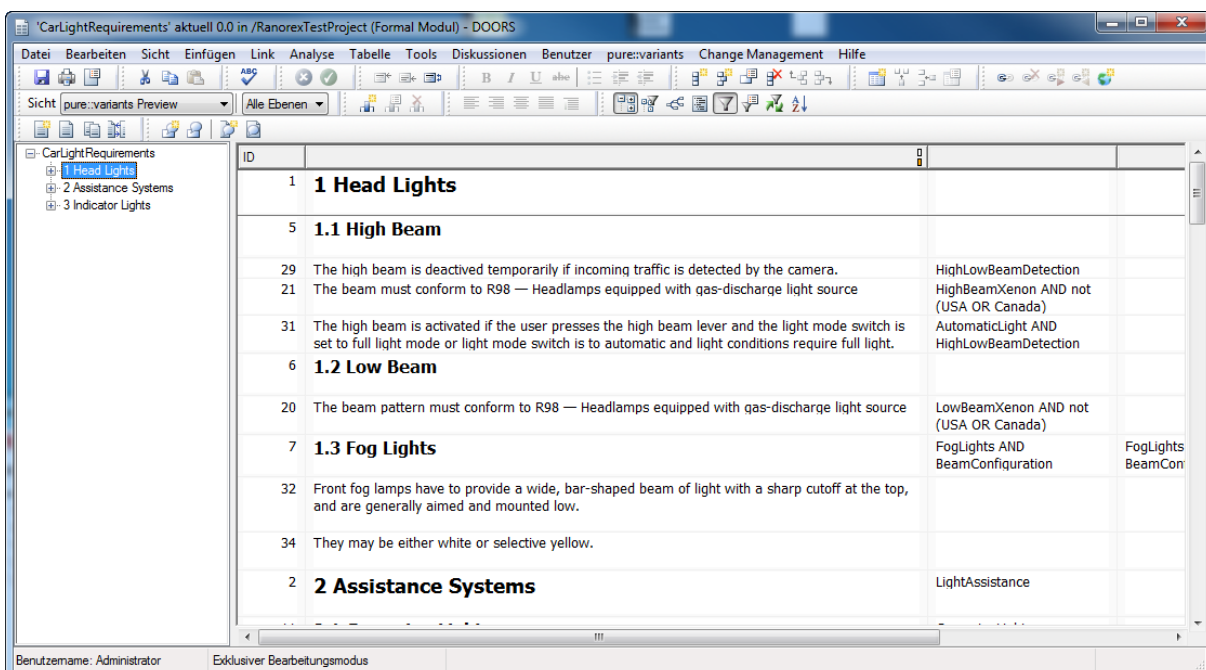 'CarLightRequirements' aktuell 0.0 in /RanorexTestProject (Formal Modul) - DOORS
Datei Bearbeiten Sicht Einfügen Link Analyse Tabelle Tools Diskussionen Benutzer pure::variants Change Management Hilfe
ABC
B I U abc
Sicht pure::variants Preview Alle Ebenen
CarLightRequirements
1 Head Lights
2 Assistance Systems
3 Indicator Lights
ID
1 1 Head Lights
5 1.1 High Beam
29 The high beam is deactived temporarily if incoming traffic is detected by the camera. HighLowBeamDetection
21 The beam must conform to R98 — Headlamps equipped with gas-discharge light source HighBeamXenon AND not
(USA OR Canada)
31 The high beam is activated if the user presses the high beam lever and the light mode switch is AutomaticLight AND
set to full light mode or light mode switch is to automatic and light conditions require full light. HighLowBeamDetection
6 1.2 Low Beam
20 The beam pattern must conform to R98 — Headlamps equipped with gas-discharge light source LowBeamXenon AND not
(USA OR Canada)
7 1.3 Fog Lights FogLights AND FogLights
BeamConfiguration BeamCon
32 Front fog lamps have to provide a wide, bar-shaped beam of light with a sharp cutoff at the top,
and are generally aimed and mounted low.
34 They may be either white or selective yellow.
2 2 Assistance Systems LightAssistance
Benutzername: Administrator Exklusiver Bearbeitungsmodus